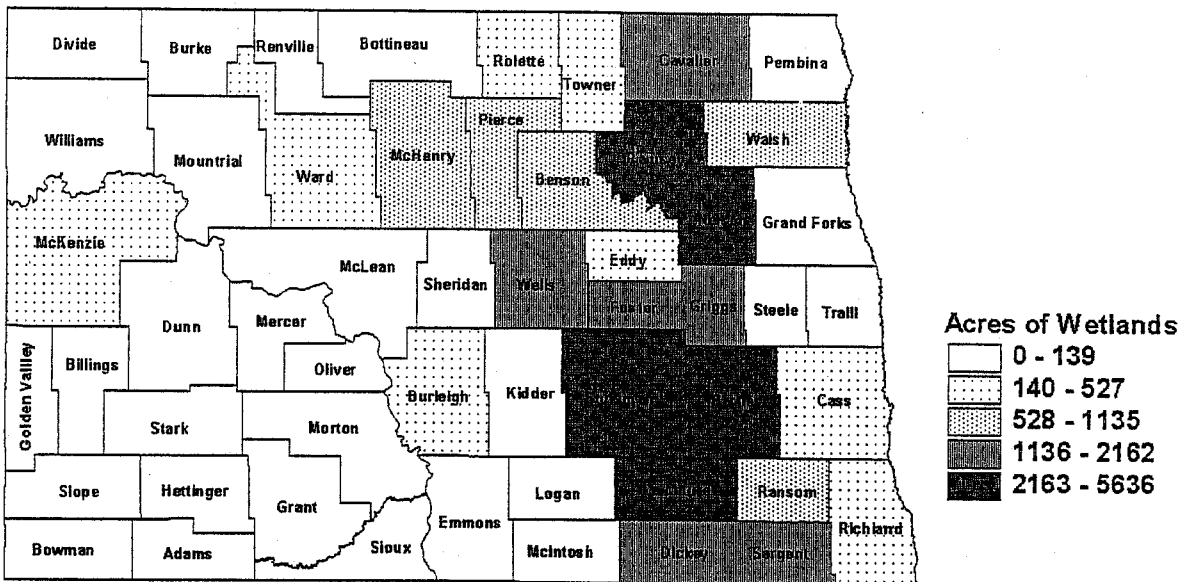 Divide
Burke
Renville
Bottineau
Rolette
Towner
Cavalier
Pembina
Williams
Mountrial
Ward
McHenry
Pierce
Benson
Walsh
Grand Forks
McKenzie
McLean
Sheridan
Wells
Eddy
Foster
Griggs
Steele
Traill
Dunn
Mercer
Oliver
Golden Vallley
Billings
Burleigh
Kidder
Cass
Stark
Morton
Slope
Hettinger
Grant
Emmons
Logan
Ransom
Richland
Bowman
Adams
Sioux
McIntosh
Dickey
Sargent
Acres of Wetlands
0 - 139
140 - 527
528 - 1135
1136 - 2162
2163 - 5636